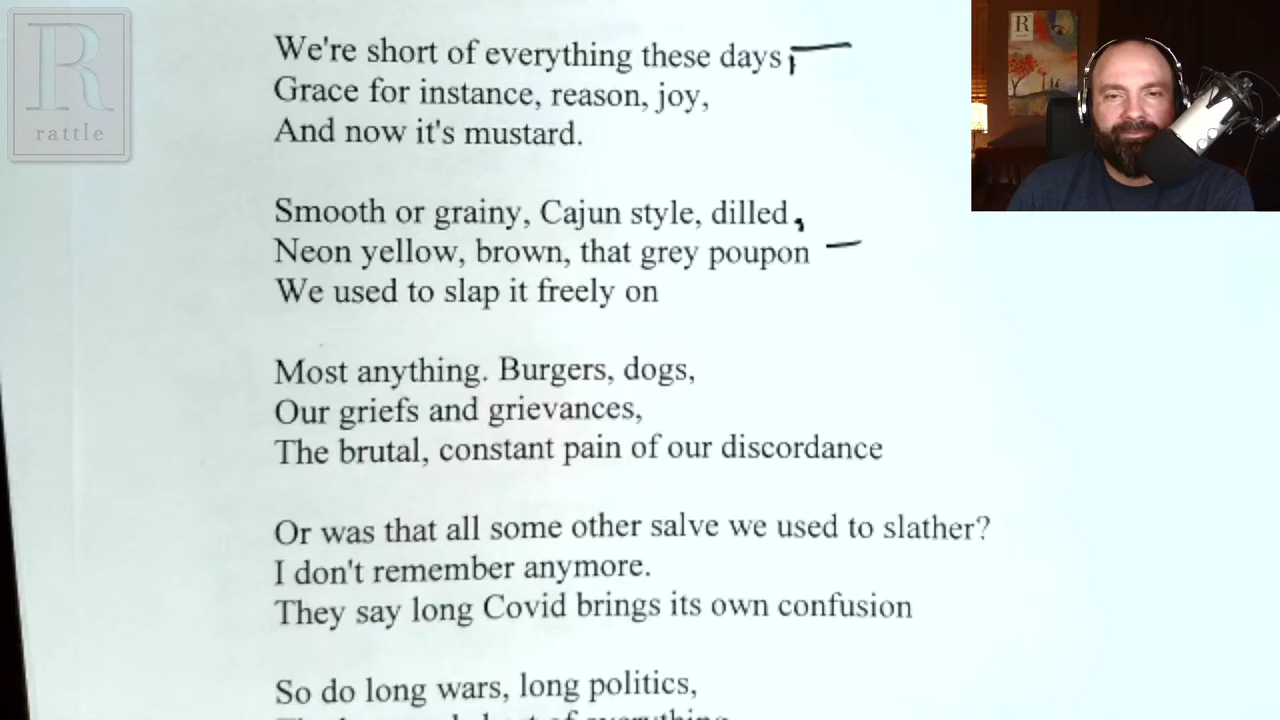 R
rattle
We're short of everything these days,—
Grace for instance, reason, joy,
And now it's mustard.
Smooth or grainy, Cajun style, dilled,
Neon yellow, brown, that grey poupon —
We used to slap it freely on
Most anything. Burgers, dogs,
Our griefs and grievances,
The brutal, constant pain of our discordance
Or was that all some other salve we used to slather?
I don't remember anymore.
They say long Covid brings its own confusion
So do long wars, long politics,
short of everything
R